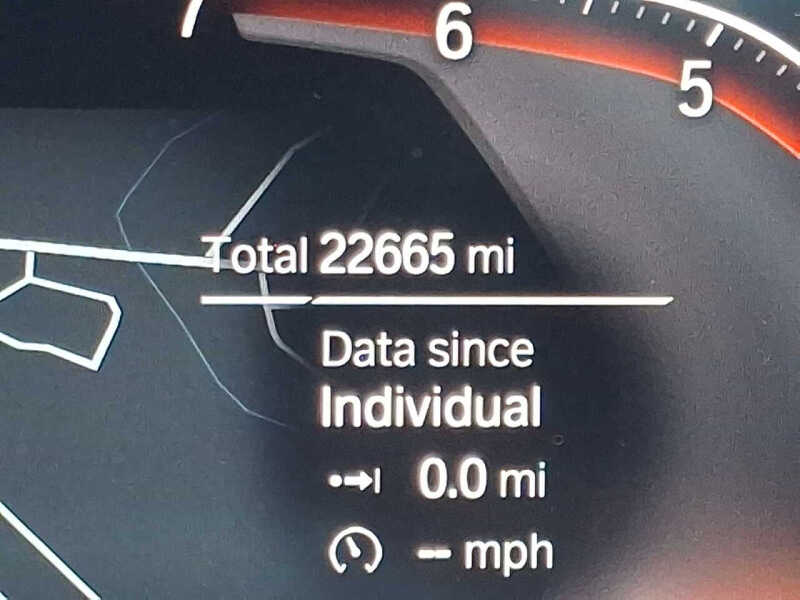 7
6
5
Total 22665 mi
Data since
Individual
0.0 mi
-- mph